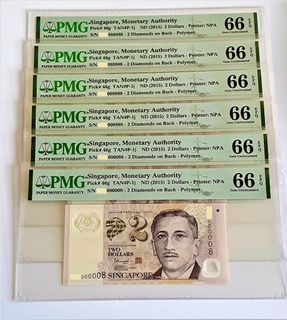 PMG
PAPER MONEY GUARANTY
Singapore, Monetary Authority
Pick# 46g TAN#P-1j ND (2015) 2 Dollars - Printer: NPA
S/N 888888 - 2 Diamonds on Back - Polymer
66 EPQ
Gem Uncirculated
PMG
PAPER MONEY GUARANTY
Singapore, Monetary Authority
Pick# 46g TAN#P-1j ND (2015) 2 Dollars - Printer: NPA
- 2 Diamonds on Back - Polymer
66 EPQ
Gem Uncirculated
PMG
PAPER MONEY GUARANTY
Singapore, Monetary Authority
Pick# 46g TAN#P-1j ND (2015) 2 Dollars - Printer: NPA
S/N 088888 - 2 Diamonds on Back - Polymer
66 EPQ
Gem Uncirculated
PMG
PAPER MONEY GUARANTY
Singapore, Monetary Authority
Pick# 46g TAN#P-1j ND (2015) 2 Dollars - Printer: NPA
S/N 008888 - 2 Diamonds on Back - Polymer
66 EPQ
Gem Uncirculated
PMG
PAPER MONEY GUARANTY
Singapore, Monetary Authority
Pick# 46g TAN#P-1j ND (2015) 2 Dollars - Printer: NPA
S/N 000088 - 2 Diamonds on Back - Polymer
66 EPQ
Gem Uncirculated
PMG
PAPER MONEY GUARANTY
Singapore, Monetary Authority
Pick# 46g TAN#P-1j ND (2015) 2 Dollars - Printer: NPA
S/N 000008 - 2 Diamonds on Back - Polymer
66 EPQ
Gem Uncirculated
2
TWO
DOLLARS
000008 SINGAPORE
000008